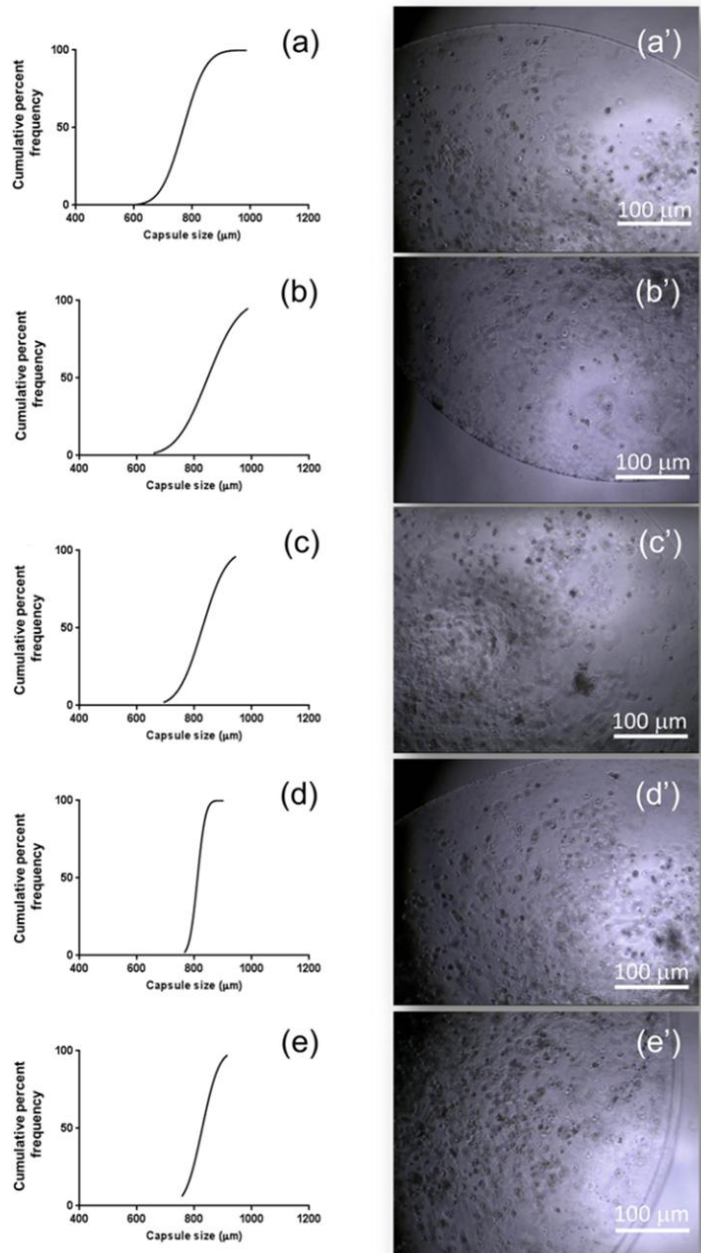 (a)
Cumulative percent
frequency
100
50
0
400 600 800 1000 1200
Capsule size (μm)
(a')
100 μm
(b)
Cumulative percent
frequency
100
50
0
400 600 800 1000 1200
Capsule size (μm)
(b')
100 μm
(c)
Cumulative percent
frequency
100
50
0
400 600 800 1000 1200
Capsule size (μm)
(c')
100 μm
(d)
Cumulative percent
frequency
100
50
0
400 600 800 1000 1200
Capsule size (μm)
(d')
100 μm
(e)
Cumulative percent
frequency
100
50
0
400 600 800 1000 1200
Capsule size (μm)
(e')
100 μm